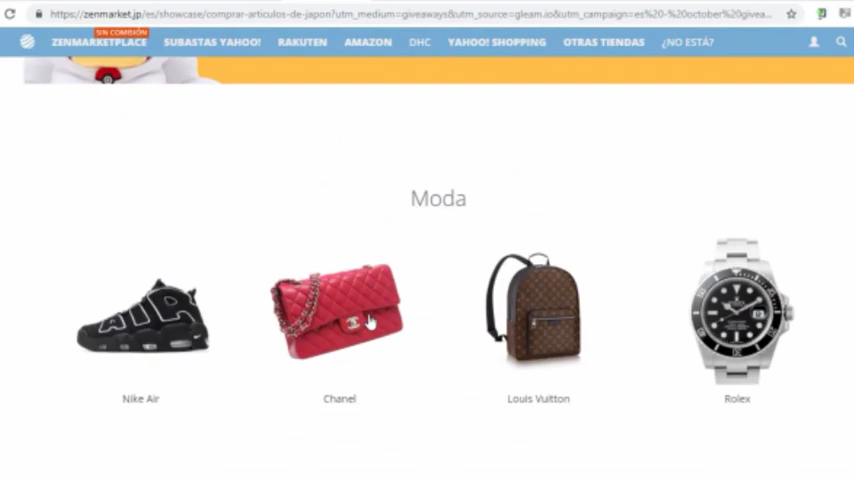 https://zenmarket.jp/es/showcase/comprar-articulos-de-japon?utm_medium=giveaways&utm_source=gleam.io&utm_campaign=es%20-%20october%20givea...
SIN COMISIÓN
ZENMARKETPLACE SUBASTAS YAHOO! RAKUTEN AMAZON DHC YAHOO! SHOPPING OTRAS TIENDAS ¿NO ESTÁ?
Moda
AIR
Nike Air Chanel Louis Vuitton Rolex